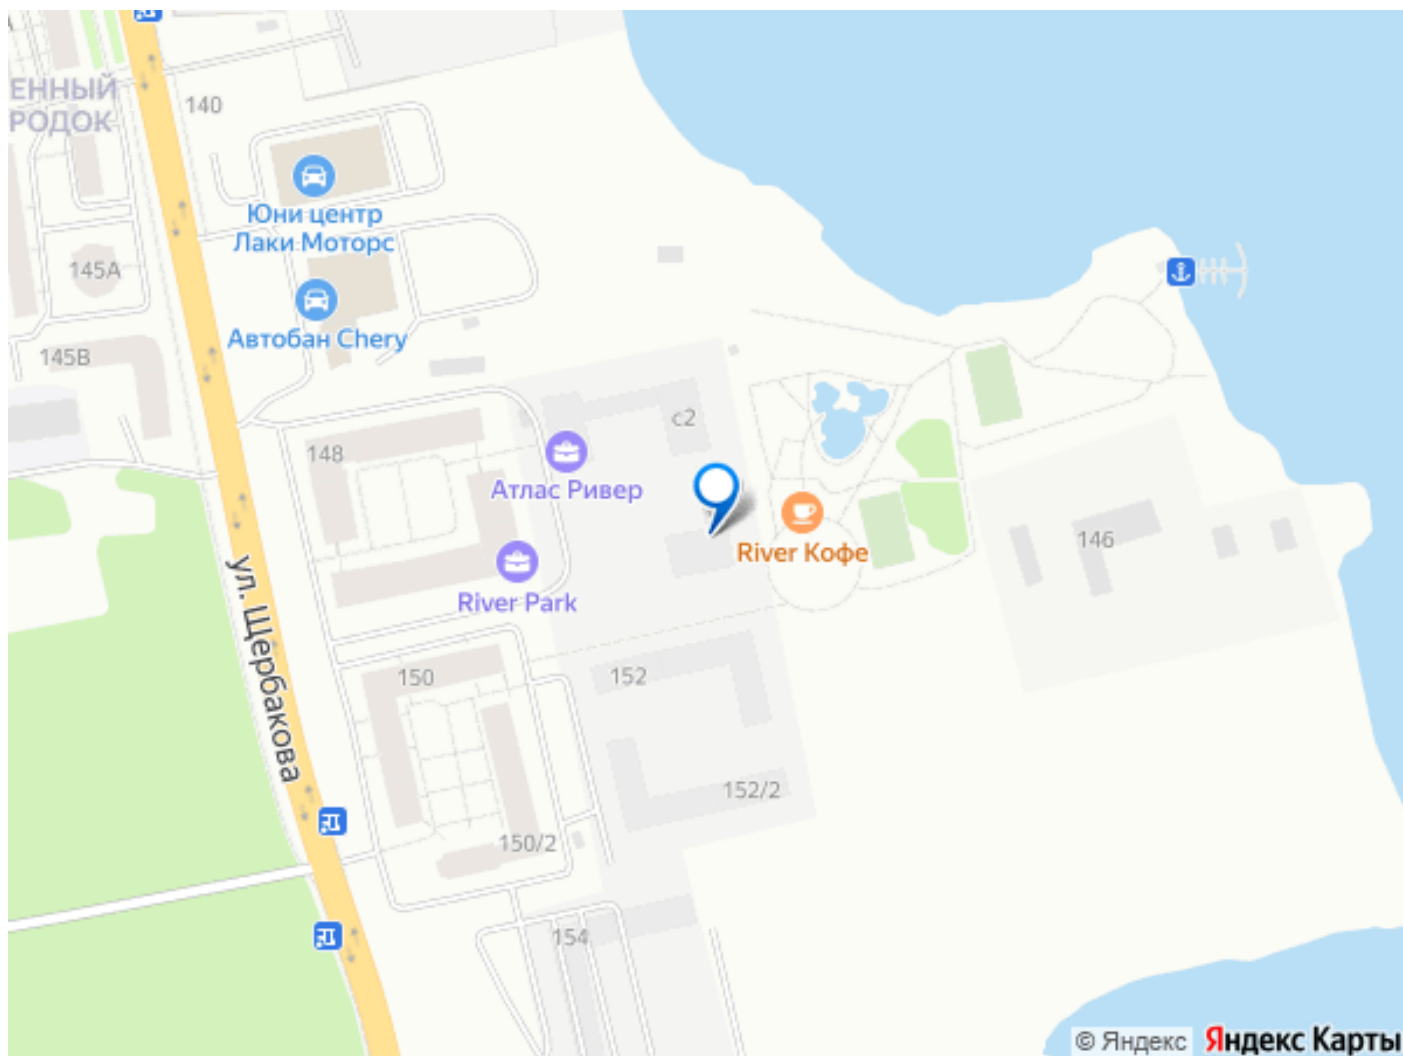 ЕННЫЙ
РОДОК
140
Юни центр
Лаки Моторс
145А
Автобан Chery
145В
148
с2
Атлас Ривер
River Кофе
146
River Park
ул. Щербакова
150
152
152/2
150/2
154
© Яндекс Яндекс Карты